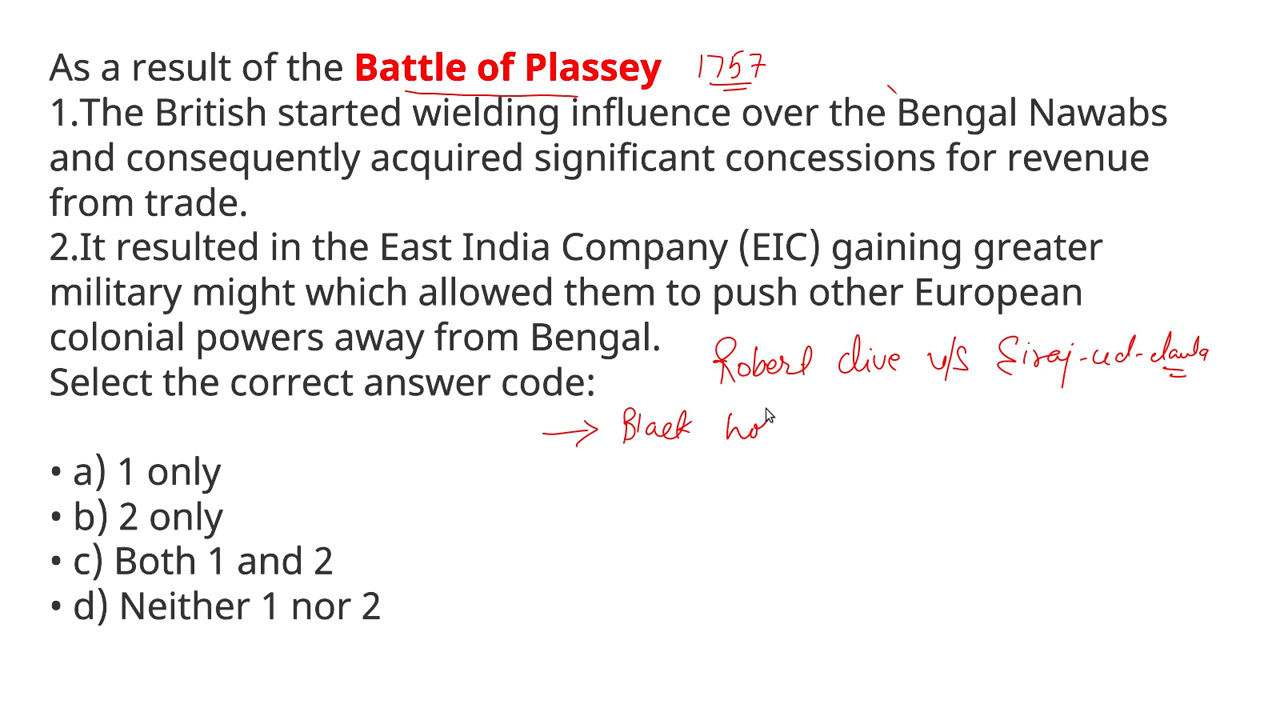 As a result of the Battle of Plassey 1757
1.The British started wielding influence over the Bengal Nawabs
and consequently acquired significant concessions for revenue
from trade.
2.It resulted in the East India Company (EIC) gaining greater
military might which allowed them to push other European
colonial powers away from Bengal.
Robert clive v/s Siraj-ud-daula
Select the correct answer code:
→ Black ho
• a) 1 only
• b) 2 only
• c) Both 1 and 2
• d) Neither 1 nor 2